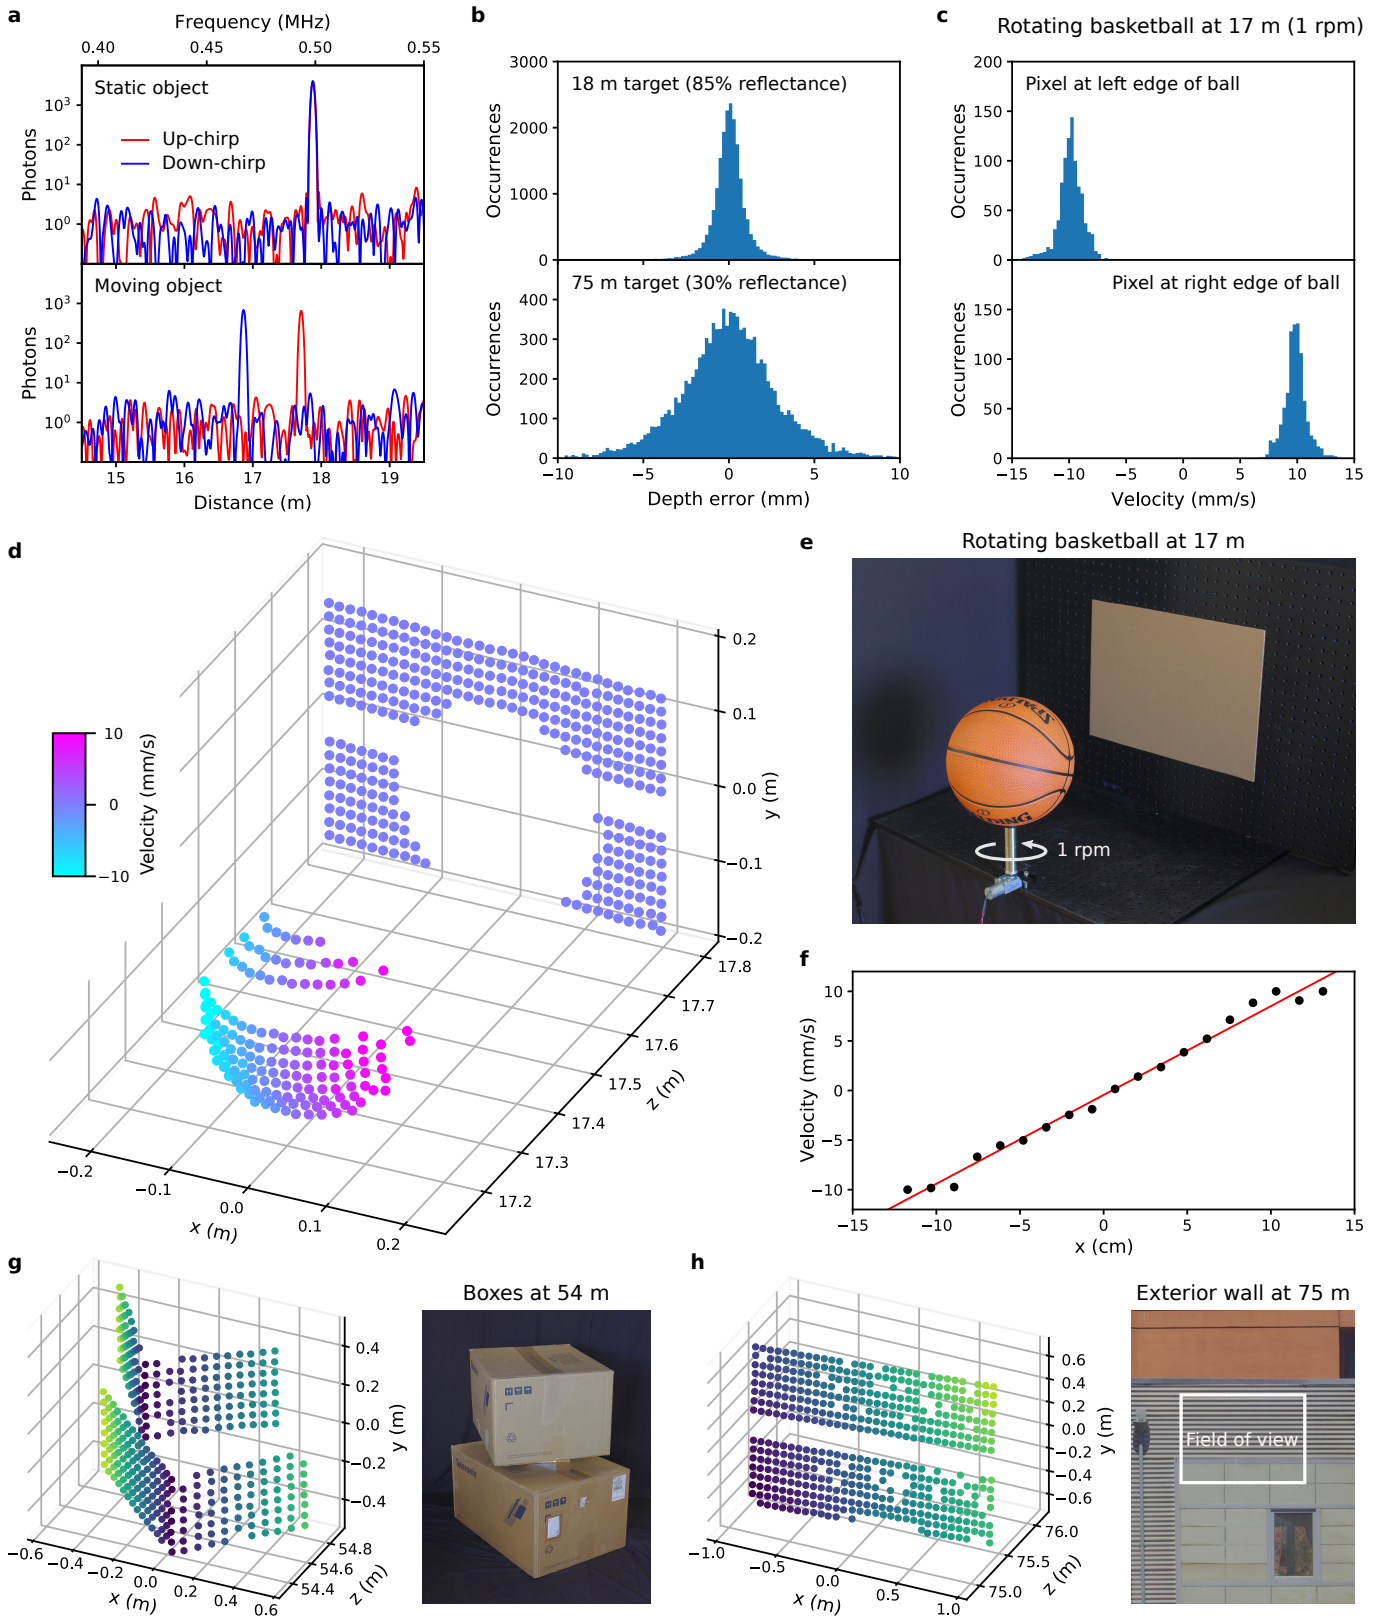 a
Frequency (MHz)
0.40 0.45 0.50 0.55
Static object
Up-chirp
Down-chirp
Photons
10³
10²
10¹
10⁰
Moving object
Photons
10³
10²
10¹
10⁰
15 16 17 18 19
Distance (m)
b
18 m target (85% reflectance)
Occurrences
3000
2000
1000
0
75 m target (30% reflectance)
Occurrences
400
300
200
100
0
−10 −5 0 5 10
Depth error (mm)
c
Rotating basketball at 17 m (1 rpm)
Pixel at left edge of ball
Occurrences
200
150
100
50
0
Pixel at right edge of ball
Occurrences
150
100
50
0
−15 −10 −5 0 5 10 15
Velocity (mm/s)
d
10
0
−10
Velocity (mm/s)
0.2
0.1
0.0
−0.1
−0.2
y (m)
17.8
17.7
17.6
17.5
17.4
17.3
17.2
z (m)
−0.2
−0.1
0.0
0.1
0.2
x (m)
e
Rotating basketball at 17 m
SPALDING
1 rpm
f
10
5
0
−5
−10
Velocity (mm/s)
−15 −10 −5 0 5 10 15
x (cm)
g
Boxes at 54 m
0.4
0.2
0.0
−0.2
−0.4
y (m)
54.8
54.6
54.4
z (m)
−0.6 −0.4 −0.2 0.0 0.2 0.4 0.6
x (m)
Tektronix
h
Exterior wall at 75 m
0.6
0.4
0.2
0.0
−0.2
−0.4
−0.6
y (m)
76.0
75.5
75.0
z (m)
−1.0 −0.5 0.0 0.5 1.0
x (m)
Field of view